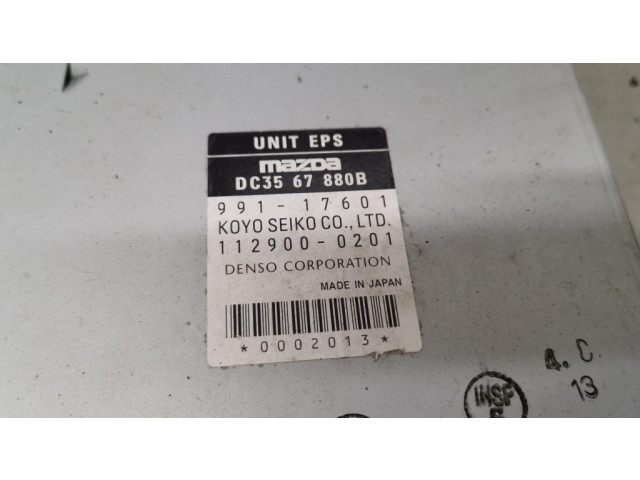 UNIT EPS
mazda
DC35 67 880B
991-17601
KOYO SEIKO CO., LTD.
112900-0201
DENSO CORPORATION
MADE IN JAPAN
*0002013*
A. C.
13
INSP